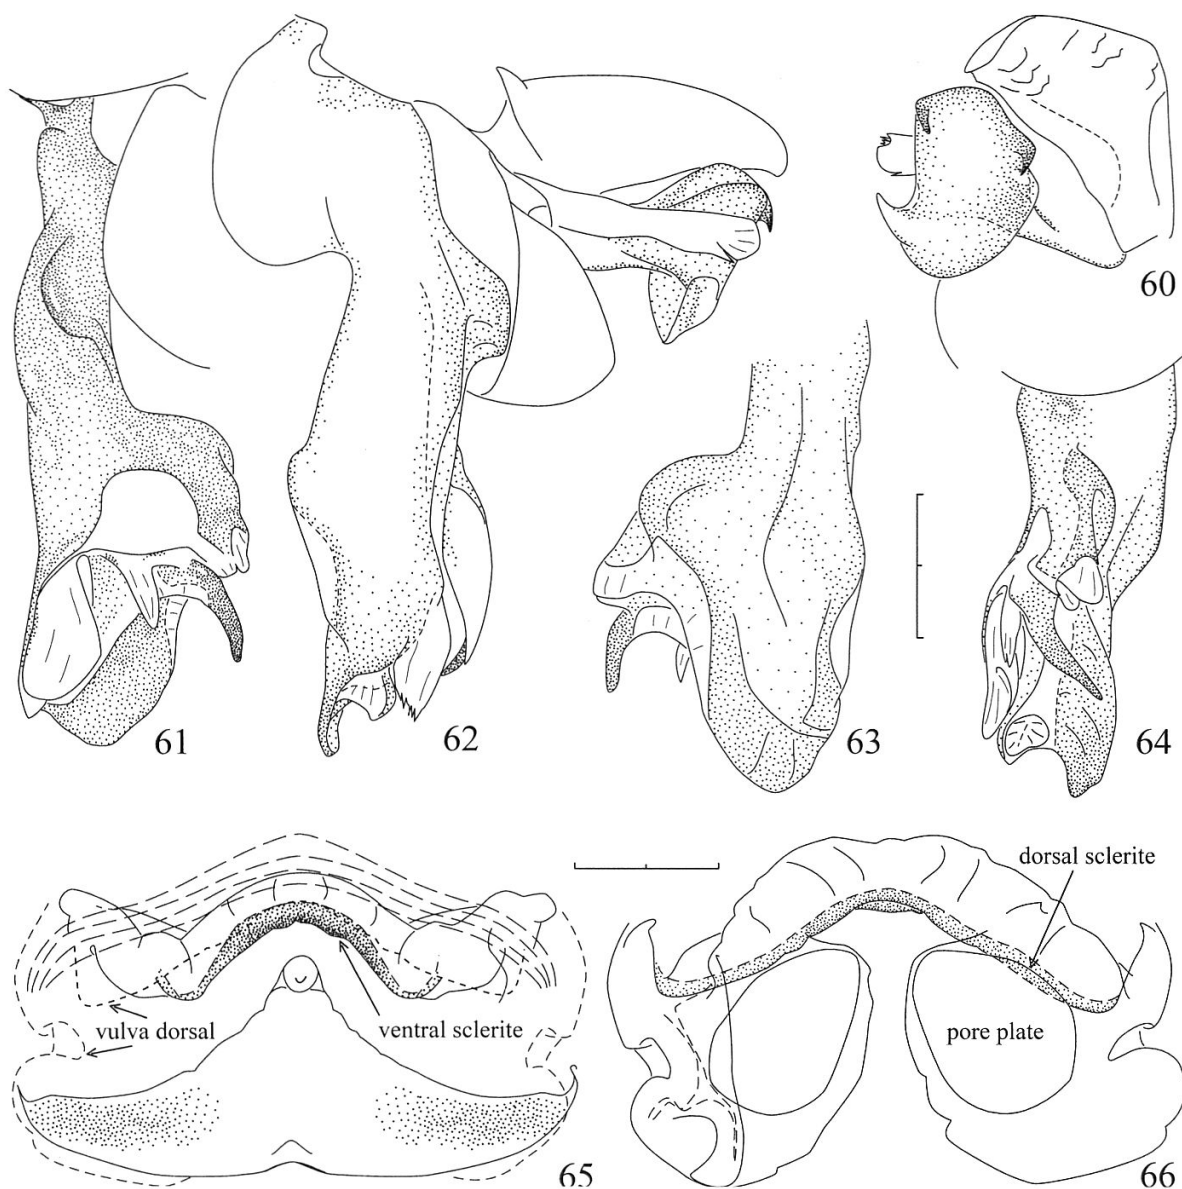 60
61
62
63
64
dorsal sclerite
vulva dorsal
ventral sclerite
pore plate
65
66